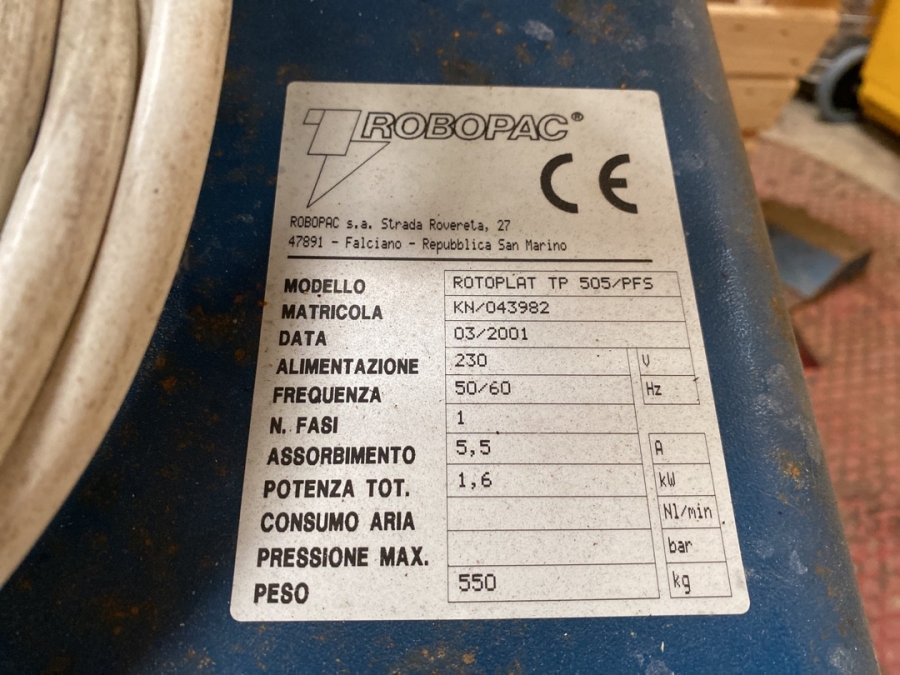 ROBOPAC®
CE
ROBOPAC s.a. Strada Rovereta, 27
47891 - Falciano - Repubblica San Marino
MODELLO ROTOPLAT TP 505/PFS
MATRICOLA KN/043982
DATA 03/2001
ALIMENTAZIONE 230 V
FREQUENZA 50/60 Hz
N. FASI 1
ASSORBIMENTO 5,5 A
POTENZA TOT. 1,6 kW
CONSUMO ARIA Nl/min
PRESSIONE MAX. bar
PESO 550 kg